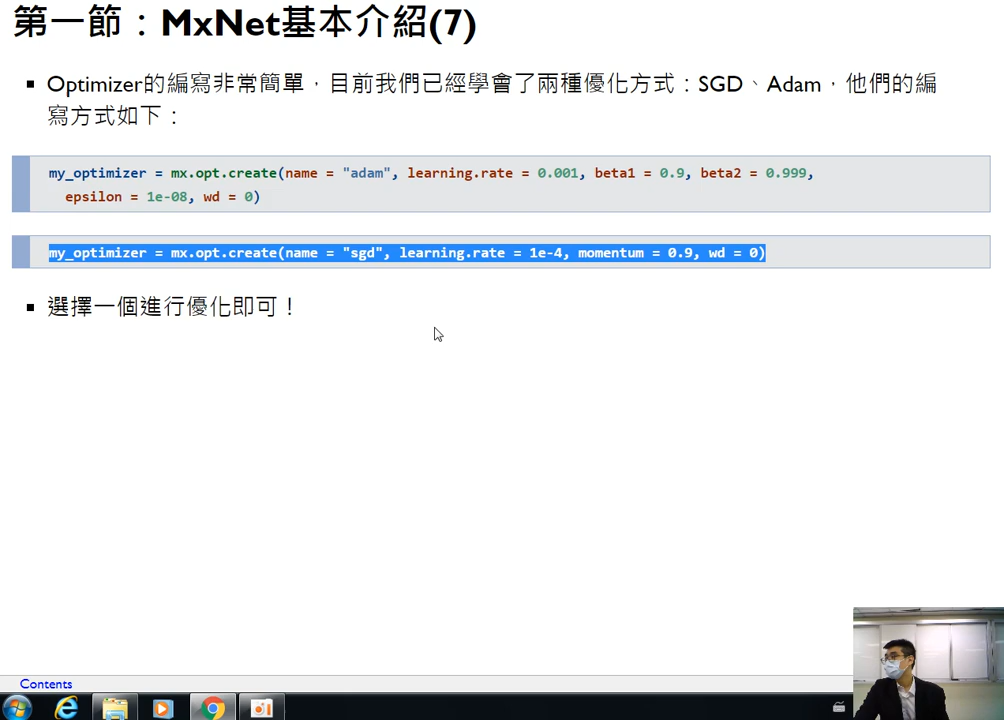 第一節：MxNet基本介紹(7)
Optimizer的編寫非常簡單，目前我們已經學會了兩種優化方式：SGD、Adam，他們的編
寫方式如下：
my_optimizer = mx.opt.create(name = "adam", learning.rate = 0.001, beta1 = 0.9, beta2 = 0.999,
epsilon = 1e-08, wd = 0)
my_optimizer = mx.opt.create(name = "sgd", learning.rate = 1e-4, momentum = 0.9, wd = 0)
選擇一個進行優化即可！
Contents